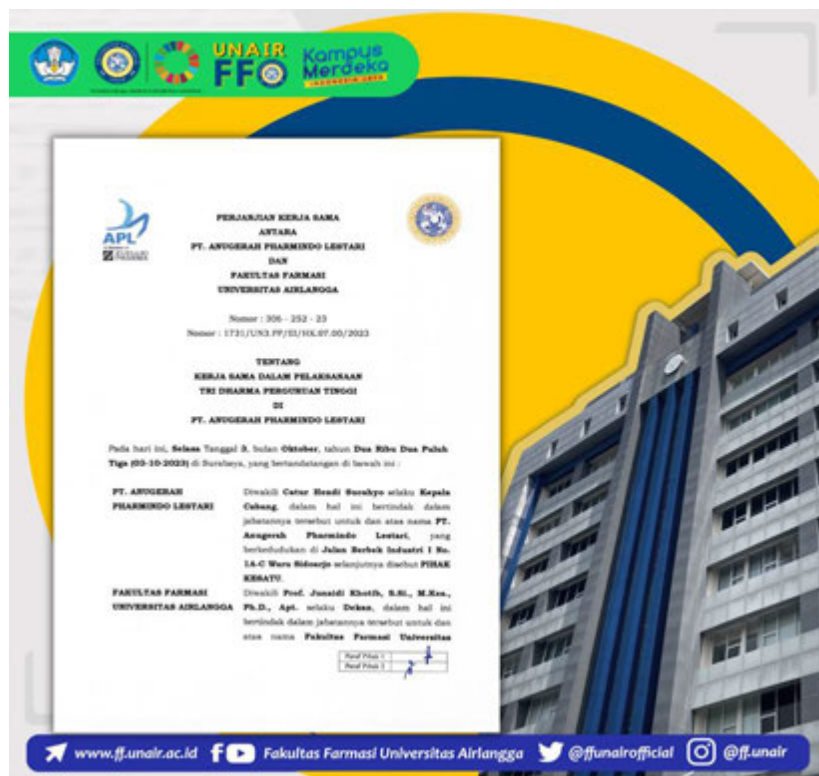 UNAIR
FFO
Kampus
Merdeka
INDONESIA JAYA
APL
ZUELLIG
PHARMA
PERJANJIAN KERJA SAMA
ANTARA
PT. ANUGERAH PHARMINDO LESTARI
DAN
FAKULTAS FARMASI
UNIVERSITAS AIRLANGGA
Nomor : 306 - 252 - 23
Nomor : 1731/UN3.FF/III/HK.07.00/2023
TENTANG
KERJA SAMA DALAM PELAKSANAAN
TRI DHARMA PERGURUAN TINGGI
DI
PT. ANUGERAH PHARMINDO LESTARI
Pada hari ini, Selasa Tanggal 3, bulan Oktober, tahun Dua Ribu Dua Puluh
Tiga (03-10-2023) di Surabaya, yang bertandatangan di bawah ini :
PT. ANUGERAH
PHARMINDO LESTARI
Diwakili Catur Hendi Surahyo selaku Kepala
Cabang, dalam hal ini bertindak dalam
jabatannya tersebut untuk dan atas nama PT.
Anugerah Pharmindo Lestari, yang
berkedudukan di Jalan Berbek Industri I No.
1A-C Waru Sidoarjo selanjutnya disebut PIHAK
KESATU.
FAKULTAS FARMASI
UNIVERSITAS AIRLANGGA
Diwakili Prof. Junaidi Khotib, S.Si., M.Kes.,
Ph.D., Apt. selaku Dekan, dalam hal ini
bertindak dalam jabatannya tersebut untuk dan
atas nama Fakultas Farmasi Universitas
Paraf Pihak 1
Paraf Pihak 2
www.ff.unair.ac.id Fakultas Farmasi Universitas Airlangga @ffunairofficial @ff.unair